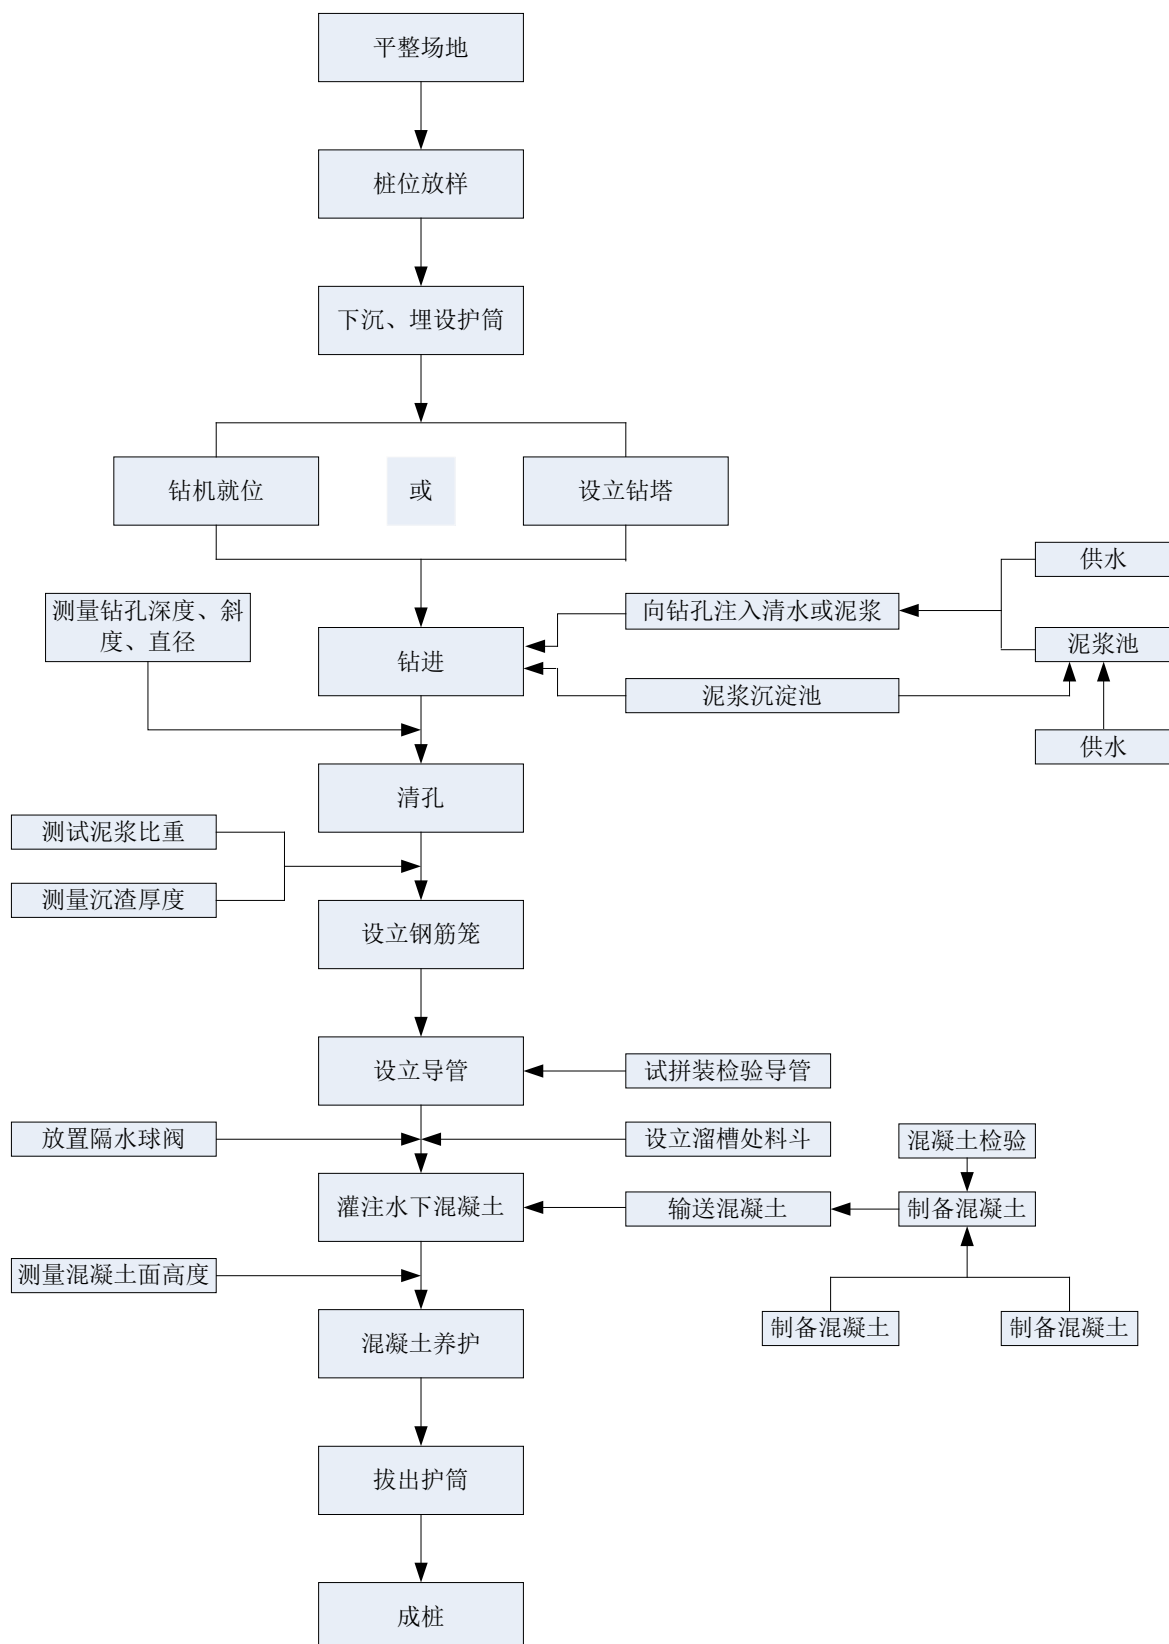 平整场地
桩位放样
下沉、埋设护筒
钻机就位
或
设立钻塔
供水
测量钻孔深度、斜
度、直径
向钻孔注入清水或泥浆
钻进
泥浆池
泥浆沉淀池
供水
清孔
测试泥浆比重
测量沉渣厚度
设立钢筋笼
设立导管
试拼装检验导管
放置隔水球阀
设立溜槽处料斗
混凝土检验
灌注水下混凝土
输送混凝土
制备混凝土
测量混凝土面高度
制备混凝土
制备混凝土
混凝土养护
拔出护筒
成桩